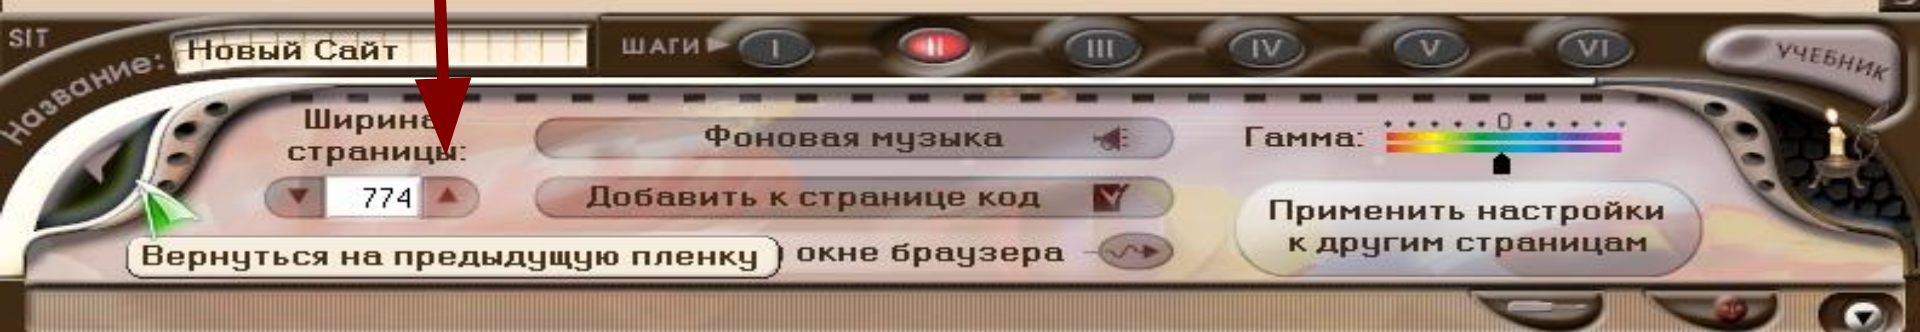 SIT
Название:
Новый Сайт
ШАГИ
I
II
III
IV
V
VI
УЧЕБНИК
Ширина
страницы:
774
Фоновая музыка
Добавить к странице код
окне браузера
Вернуться на предыдущую пленку
Гамма:
0
Применить настройки
к другим страницам